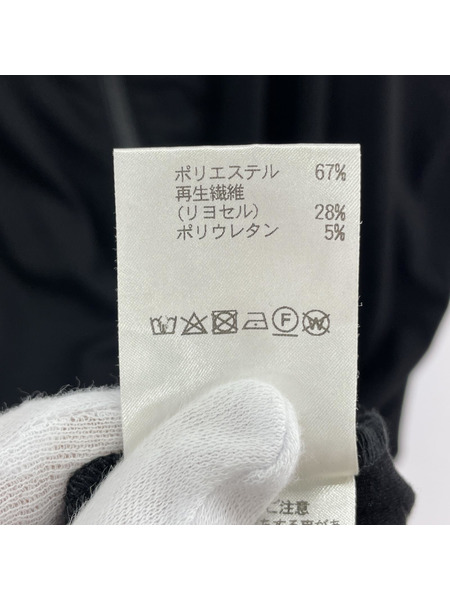 ポリエステル 67%
再生繊維
(リヨセル) 28%
ポリウレタン 5%
F W
ご注意